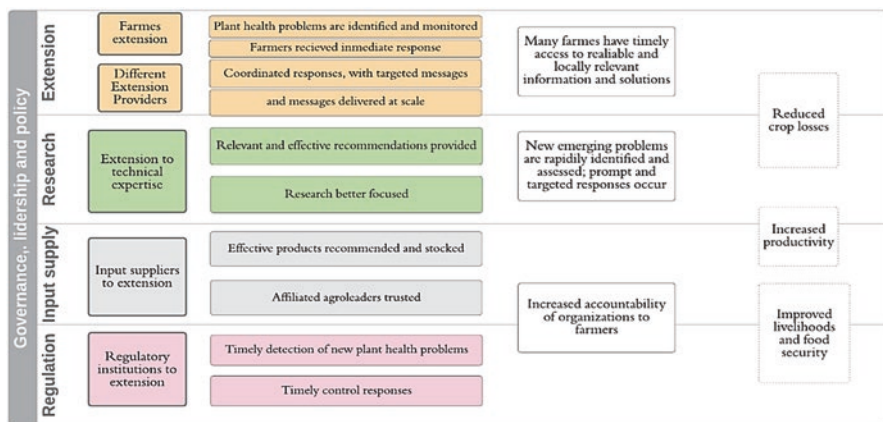 Governance,. lidership and policy
Extension
Farmes
extension
Different
Extension
Providers
Plant health problems are identified and monitored
Farmers recieved inmediate response
Coordinated responses, with targeted messages
and messages delivered at scale
Many farmes have timely
access to realiable and
locally relevant
information and solutions
Research
Extension to
technical
expertise
Relevant and effective recommendations provided
Research better focused
New emerging problems
are rapidly identified and
assessed; prompt and
targeted responses occur
Reduced
crop losses
Input supply
Input suppliers
to extension
Effective products recommended and stocked
Affiliated agroleaders trusted
Increased accountability
of organizations to
farmers
Increased
productivity
Regulation
Regulatory
institutions to
extension
Timely detection of new plant health problems
Timely control responses
Improved
livelihoods
and food
security